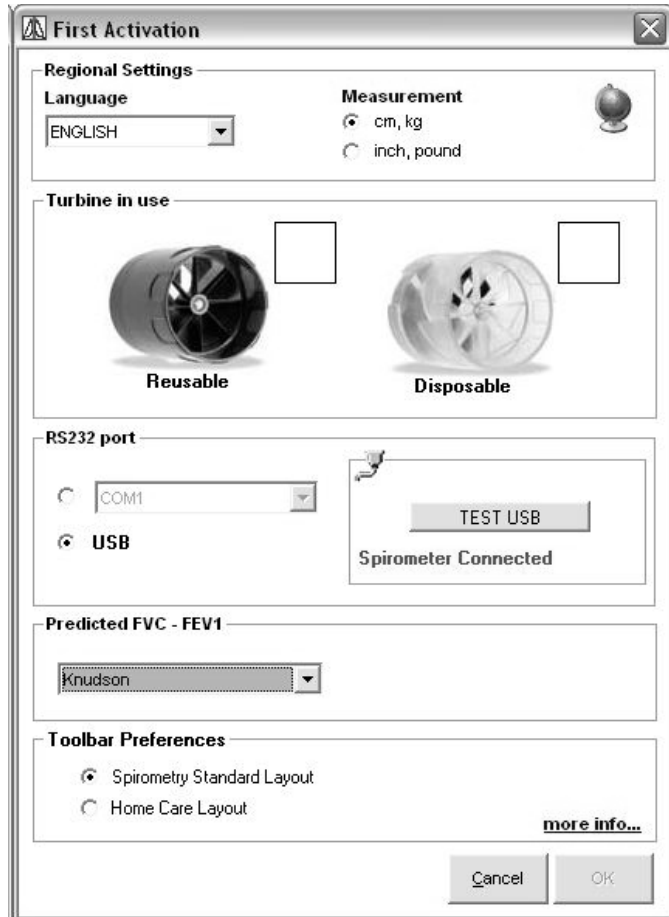 First Activation
Regional Settings
Language
Measurement
ENGLISH
cm, kg
inch, pound
Turbine in use
Reusable
Disposable
RS232 port
COM1
USB
TEST USB
Spirometer Connected
Predicted FVC - FEV1
Knudson
Toolbar Preferences
Spirometry Standard Layout
Home Care Layout
more info...
Cancel
OK